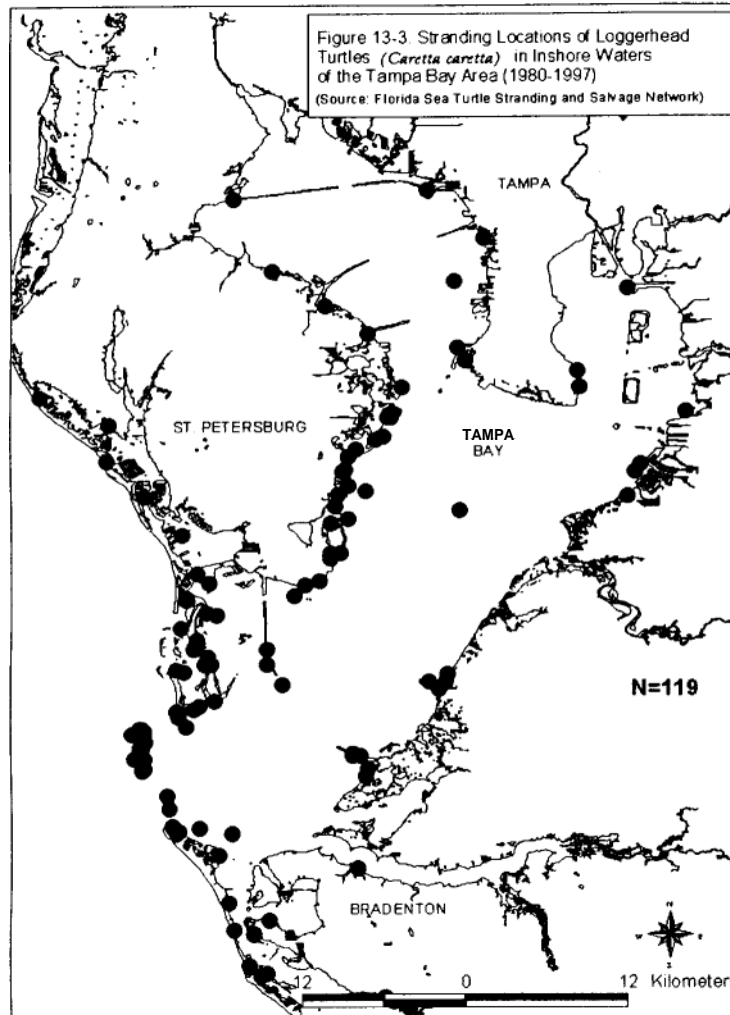 Figure 13-3. Stranding Locations of Loggerhead
Turtles (Caretta caretta) in Inshore Waters
of the Tampa Bay Area (1980-1997)
(Source: Florida Sea Turtle Stranding and Salvage Network)
TAMPA
ST. PETERSBURG
TAMPA
BAY
N=119
BRADENTON
N
W
E
S
12
0
12
Kilometer